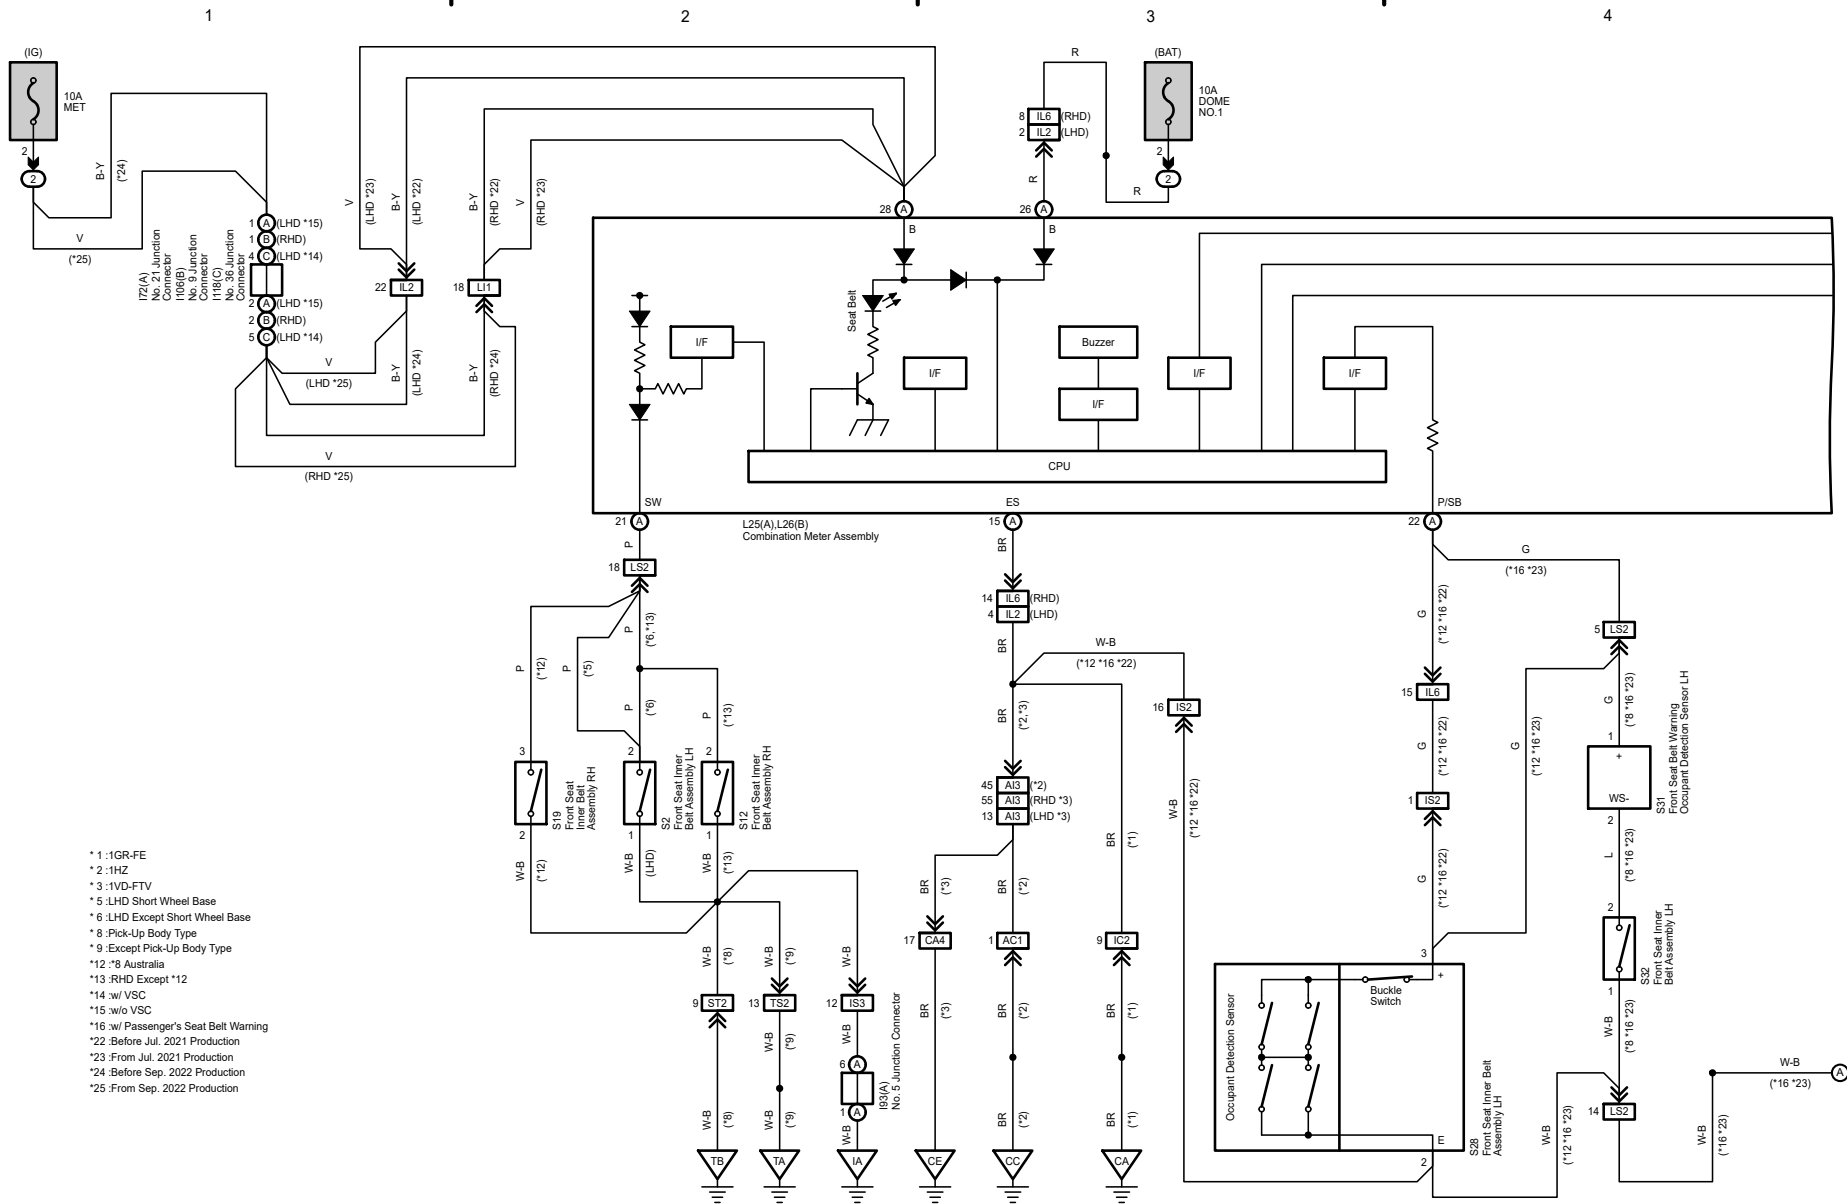 1
2
3
4
(IG)
10A
MET
2
2
B-Y
(*24)
V
(*25)
1 A (LHD *15)
1 B (RHD)
4 C (LHD *14)
2 A (LHD *15)
2 B (RHD)
5 C (LHD *14)
I72(A)
No. 21 Junction
Connector
I106(B)
No. 9 Junction
Connector
I118(C)
No. 36 Junction
Connector
V
(LHD *25)
V
(RHD *25)
V
(LHD *23)
B-Y
(LHD *22)
B-Y
(RHD *22)
V
(RHD *23)
22 IL2
18 LI1
B-Y
(LHD *24)
B-Y
(RHD *24)
R
(BAT)
10A
DOME
NO.1
8 IL6 (RHD)
2 IL2 (LHD)
2
2
R
R
28 A
26 A
B
B
Seat Belt
I/F
I/F
Buzzer
I/F
I/F
I/F
CPU
SW
ES
P/SB
21 A
L25(A),L26(B)
Combination Meter Assembly
15 A
22 A
P
18 LS2
P
(*12)
P
(*5)
P
(*6,*13)
P
(*6)
P
(*13)
3
2
S19
Front Seat
Inner Belt
Assembly RH
2
1
S2
Front Seat Inner
Belt Assembly LH
2
1
S12
Front Seat Inner
Belt Assembly RH
W-B
(*12)
W-B
(LHD)
W-B
(*13)
W-B
(*8)
W-B
(*9)
W-B
9 ST2
13 TS2
12 IS3
W-B
(*9)
W-B
6 A
1 A
I93(A)
No. 5 Junction Connector
W-B
(*8)
W-B
(*9)
W-B
TB
TA
IA
BR
14 IL6 (RHD)
4 IL2 (LHD)
BR
W-B
(*12 *16 *22)
BR
(*2,*3)
45 AI3 (*2)
55 AI3 (RHD *3)
13 AI3 (LHD *3)
BR
(*3)
BR
(*2)
BR
(*1)
17 CA4
1 AC1
9 IC2
BR
(*3)
BR
(*2)
BR
(*1)
BR
(*2)
BR
(*1)
CE
CC
CA
16 IS2
W-B
(*12 *16 *22)
G
(*16 *23)
G
(*12 *16 *22)
15 IL6
G
(*12 *16 *22)
1 IS2
G
(*12 *16 *22)
G
(*12 *16 *23)
5 LS2
G
(*8 *16 *23)
1
+
WS-
2
S31
Front Seat Belt Warning
Occupant Detection Sensor LH
L
(*8 *16 *23)
2
1
S32
Front Seat Inner
Belt Assembly LH
W-B
(*8 *16 *23)
14 LS2
3
+
Buckle
Switch
Occupant Detection Sensor
E
2
S28
Front Seat Inner Belt
Assembly LH
W-B
(*12 *16 *23)
W-B
(*16 *23)
W-B
(*16 *23)
A
* 1 :1GR-FE
* 2 :1HZ
* 3 :1VD-FTV
* 5 :LHD Short Wheel Base
* 6 :LHD Except Short Wheel Base
* 8 :Pick-Up Body Type
* 9 :Except Pick-Up Body Type
*12 :*8 Australia
*13 :RHD Except *12
*14 :w/ VSC
*15 :w/o VSC
*16 :w/ Passenger's Seat Belt Warning
*22 :Before Jul. 2021 Production
*23 :From Jul. 2021 Production
*24 :Before Sep. 2022 Production
*25 :From Sep. 2022 Production